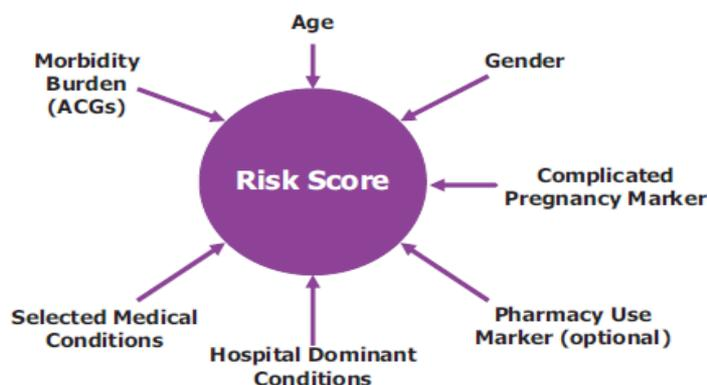 Age
Morbidity
Burden
(ACGs)
Gender
Risk Score
Complicated
Pregnancy Marker
Selected Medical
Conditions
Hospital Dominant
Conditions
Pharmacy Use
Marker (optional)